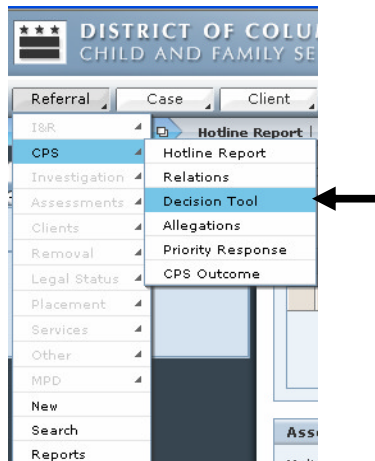 DISTRICT OF COLU
CHILD AND FAMILY SE
Referral Case Client
I&R
Hotline Report |
CPS
Hotline Report
Investigation
Relations
Assessments
Decision Tool
Clients
Allegations
Removal
Priority Response
Legal Status
CPS Outcome
Placement
Services
Other
MPD
New
Search
Reports
Ass